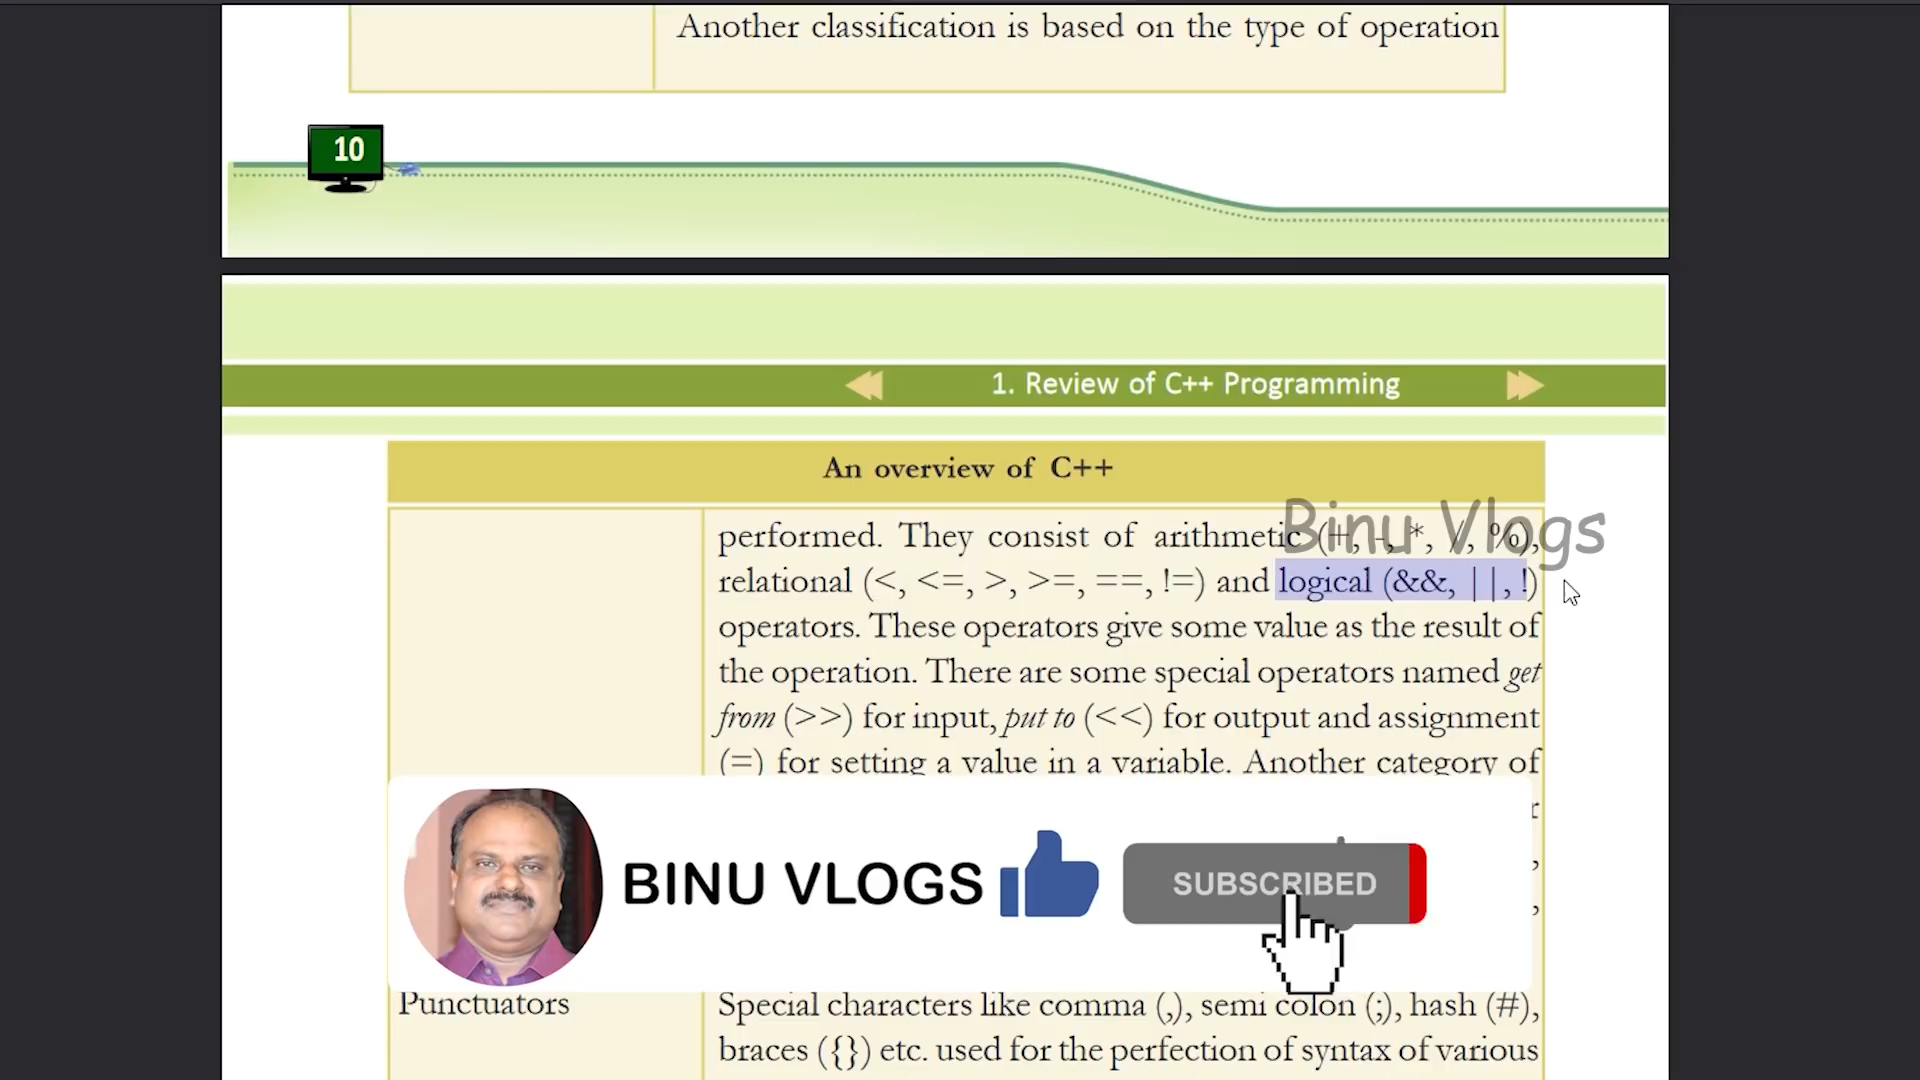 Another classification is based on the type of operation
10
1. Review of C++ Programming
An overview of C++
Binu Vlogs
performed. They consist of arithmetic (+, -, *, /, %),
relational (<, <=, >, >=, ==, !=) and logical (&&, ||, !)
operators. These operators give some value as the result of
the operation. There are some special operators named get
from (>>) for input, put to (<<) for output and assignment
(=) for setting a value in a variable. Another category of
BINU VLOGS
SUBSCRIBED
Punctuators
Special characters like comma (,), semi colon (;), hash (#),
braces ({}) etc. used for the perfection of syntax of various